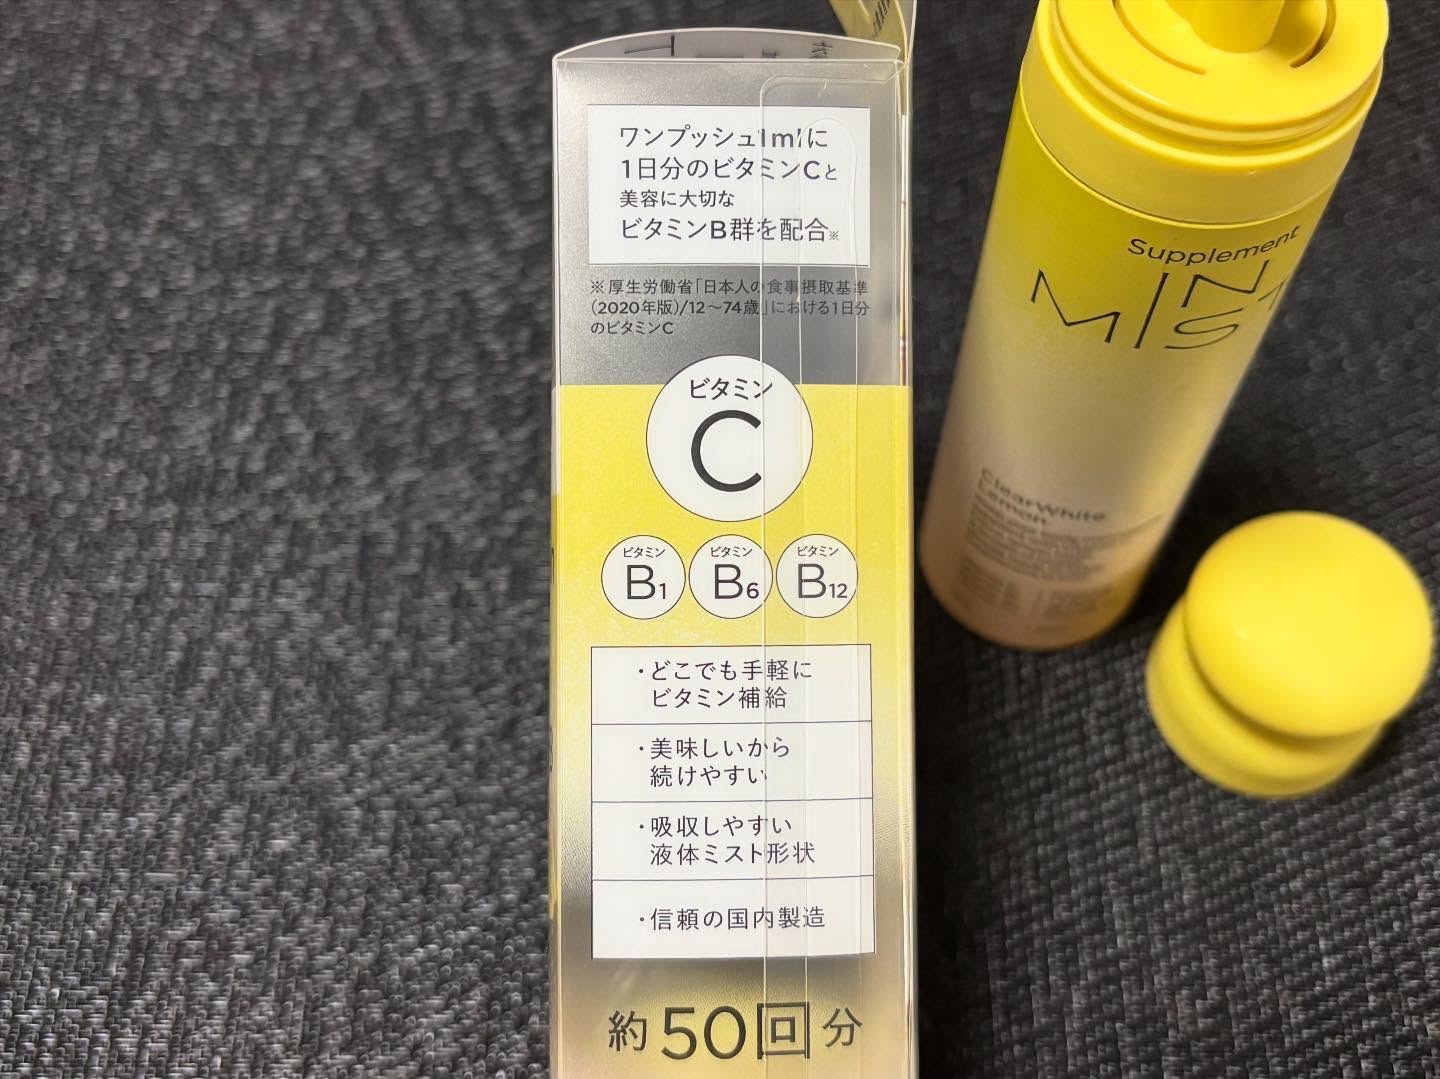 ワンプッシュ1mlに
1日分のビタミンCと
美容に大切な
ビタミンB群を配合※
※厚生労働省「日本人の食事摂取基準
(2020年版)/12〜74歳」における1日分
のビタミンC
ビタミン
C
ビタミン
B1
ビタミン
B6
ビタミン
B12
・どこでも手軽に
ビタミン補給
・美味しいから
続けやすい
・吸収しやすい
液体ミスト形状
・信頼の国内製造
約50回分
Supplement
MIN
MIST
ClearWhite
Lemon